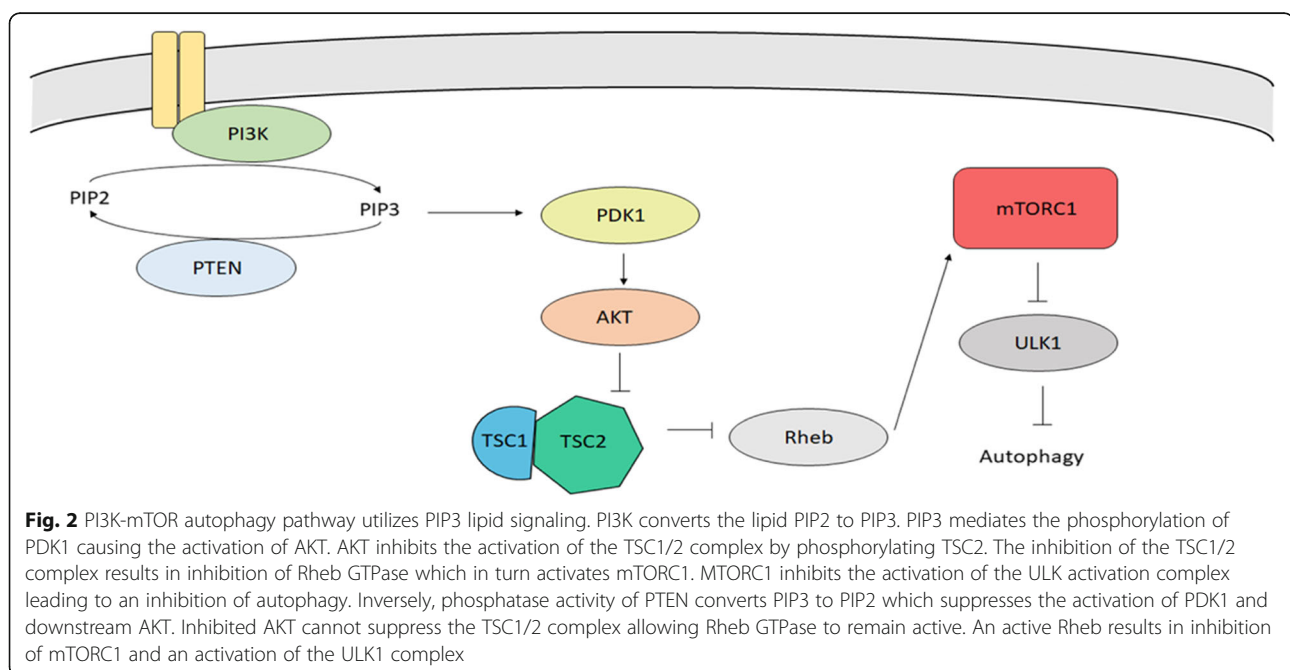 PI3K
PIP2
PIP3
PTEN
PDK1
AKT
TSC1
TSC2
Rheb
mTORC1
ULK1
Autophagy
Fig. 2 PI3K-mTOR autophagy pathway utilizes PIP3 lipid signaling. PI3K converts the lipid PIP2 to PIP3. PIP3 mediates the phosphorylation of
PDK1 causing the activation of AKT. AKT inhibits the activation of the TSC1/2 complex by phosphorylating TSC2. The inhibition of the TSC1/2
complex results in inhibition of Rheb GTPase which in turn activates mTORC1. MTORC1 inhibits the activation of the ULK activation complex
leading to an inhibition of autophagy. Inversely, phosphatase activity of PTEN converts PIP3 to PIP2 which suppresses the activation of PDK1 and
downstream AKT. Inhibited AKT cannot suppress the TSC1/2 complex allowing Rheb GTPase to remain active. An active Rheb results in inhibition
of mTORC1 and an activation of the ULK1 complex